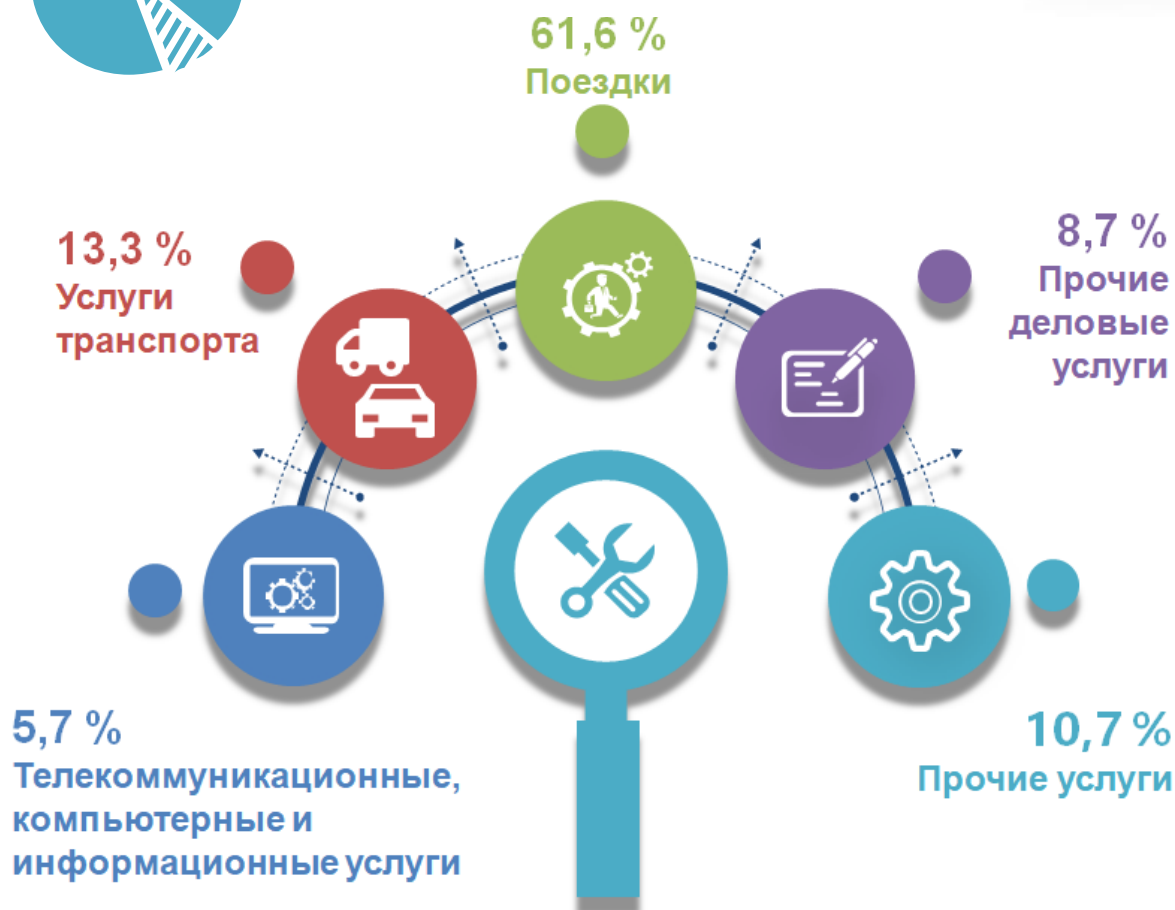 61,6 %
Поездки
13,3 %
Услуги
транспорта
8,7 %
Прочие
деловые
услуги
5,7 %
Телекоммуникационные,
компьютерные и
информационные услуги
10,7 %
Прочие услуги